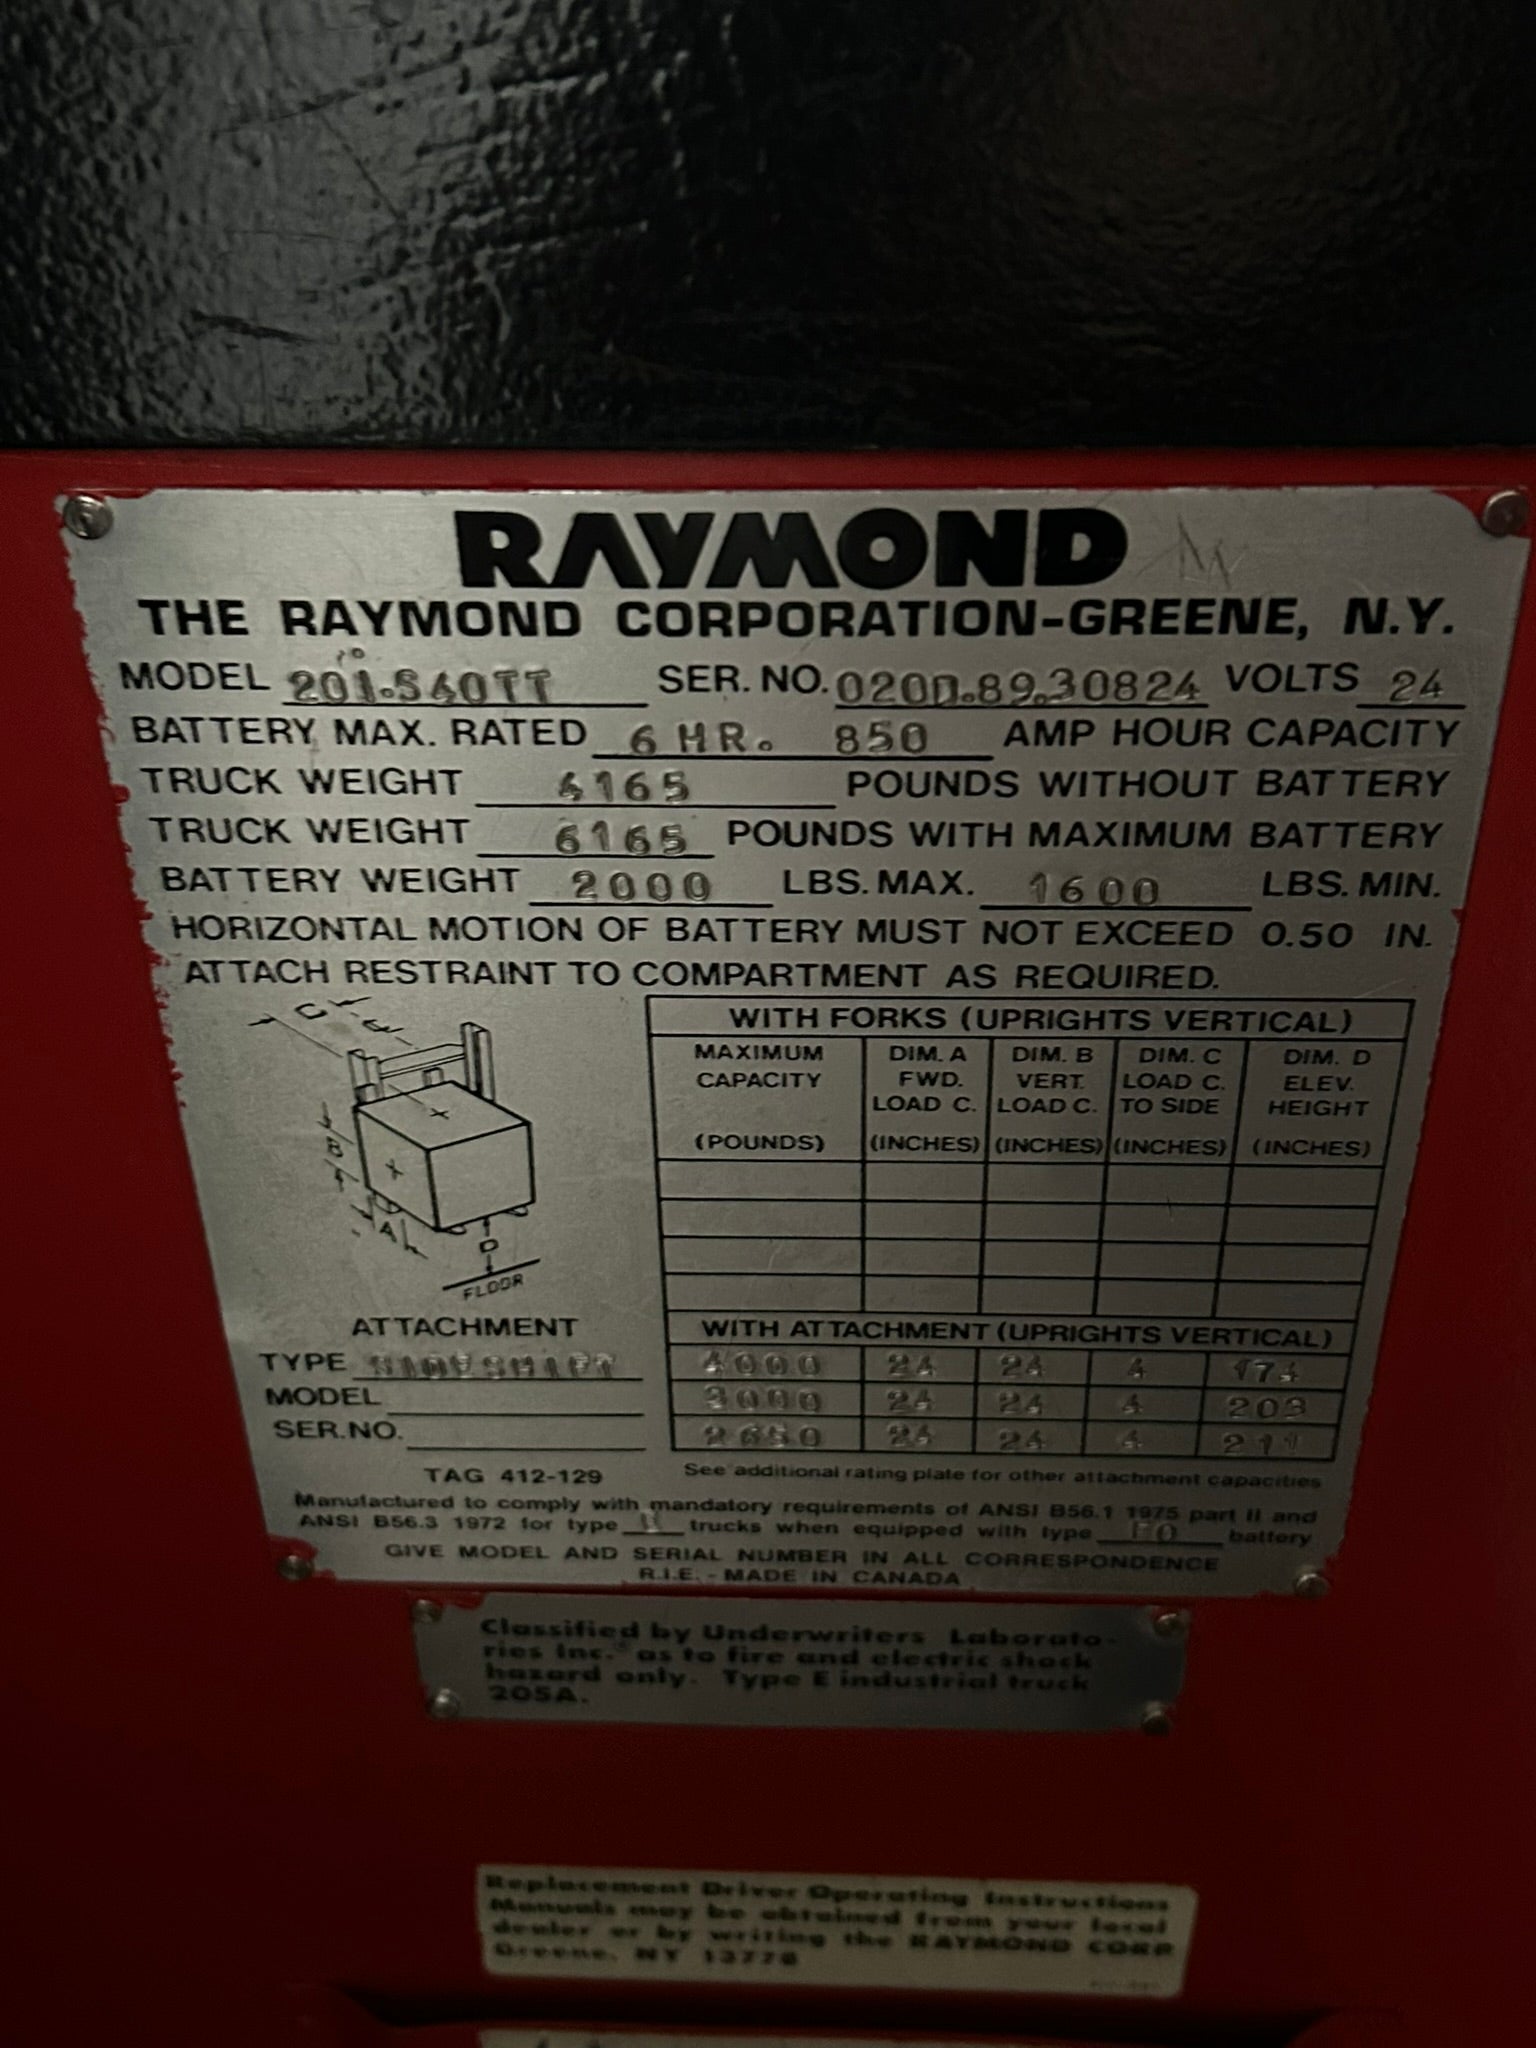 RAYMOND
THE RAYMOND CORPORATION-GREENE, N.Y.
MODEL 201.S40TT SER. NO. 020D.89.30824 VOLTS 24
BATTERY MAX. RATED 6 HR. 850 AMP HOUR CAPACITY
TRUCK WEIGHT 4165 POUNDS WITHOUT BATTERY
TRUCK WEIGHT 6165 POUNDS WITH MAXIMUM BATTERY
BATTERY WEIGHT 2000 LBS. MAX. 1600 LBS. MIN.
HORIZONTAL MOTION OF BATTERY MUST NOT EXCEED 0.50 IN.
ATTACH RESTRAINT TO COMPARTMENT AS REQUIRED.
C
B
A
D
FLOOR
WITH FORKS (UPRIGHTS VERTICAL)
MAXIMUM DIM. A DIM. B DIM. C DIM. D
CAPACITY FWD. VERT. LOAD C. ELEV.
LOAD C. LOAD C. TO SIDE HEIGHT
(POUNDS) (INCHES) (INCHES) (INCHES) (INCHES)
WITH ATTACHMENT (UPRIGHTS VERTICAL)
4000 24 24 4 174
3000 24 24 4 203
2650 24 24 4 211
ATTACHMENT
TYPE SIDESHIFT
MODEL
SER.NO.
TAG 412-129
See additional rating plate for other attachment capacities
Manufactured to comply with mandatory requirements of ANSI B56.1 1975 part II and
ANSI B56.3 1972 for type E trucks when equipped with type EO battery
GIVE MODEL AND SERIAL NUMBER IN ALL CORRESPONDENCE
R.I.E. - MADE IN CANADA
Classified by Underwriters Laborato-
ries Inc.® as to fire and electric shock
hazard only. Type E industrial truck
205A.
Replacement Driver Operating Instructions
Manuals may be obtained from your local
dealer or by writing the RAYMOND CORP
Greene, NY 13778